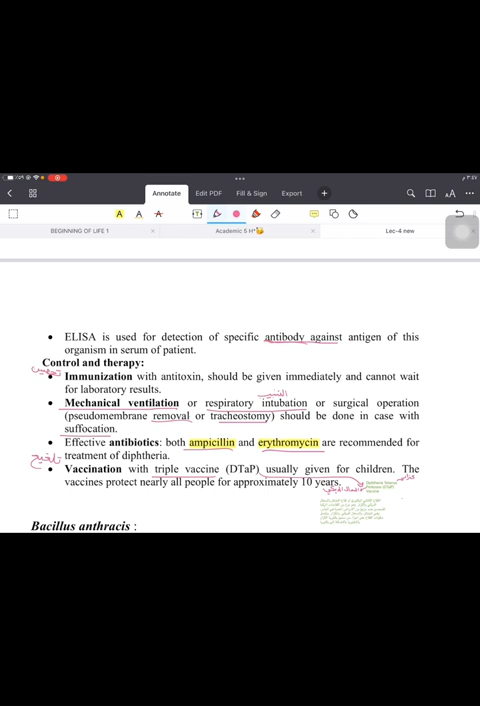 Annotate
Edit PDF
Fill & Sign
Export
BEGINNING OF LIFE 1
Academic 5 H*
Lec-4 new
• ELISA is used for detection of specific antibody against antigen of this
organism in serum of patient.
Control and therapy:
• Immunization with antitoxin, should be given immediately and cannot wait
for laboratory results.
• Mechanical ventilation or respiratory intubation or surgical operation
(pseudomembrane removal or tracheostomy) should be done in case with
suffocation.
• Effective antibiotics: both ampicillin and erythromycin are recommended for
treatment of diphtheria.
• Vaccination with triple vaccine (DTaP) usually given for children. The
vaccines protect nearly all people for approximately 10 years.
Vaccine
Bacillus anthracis :